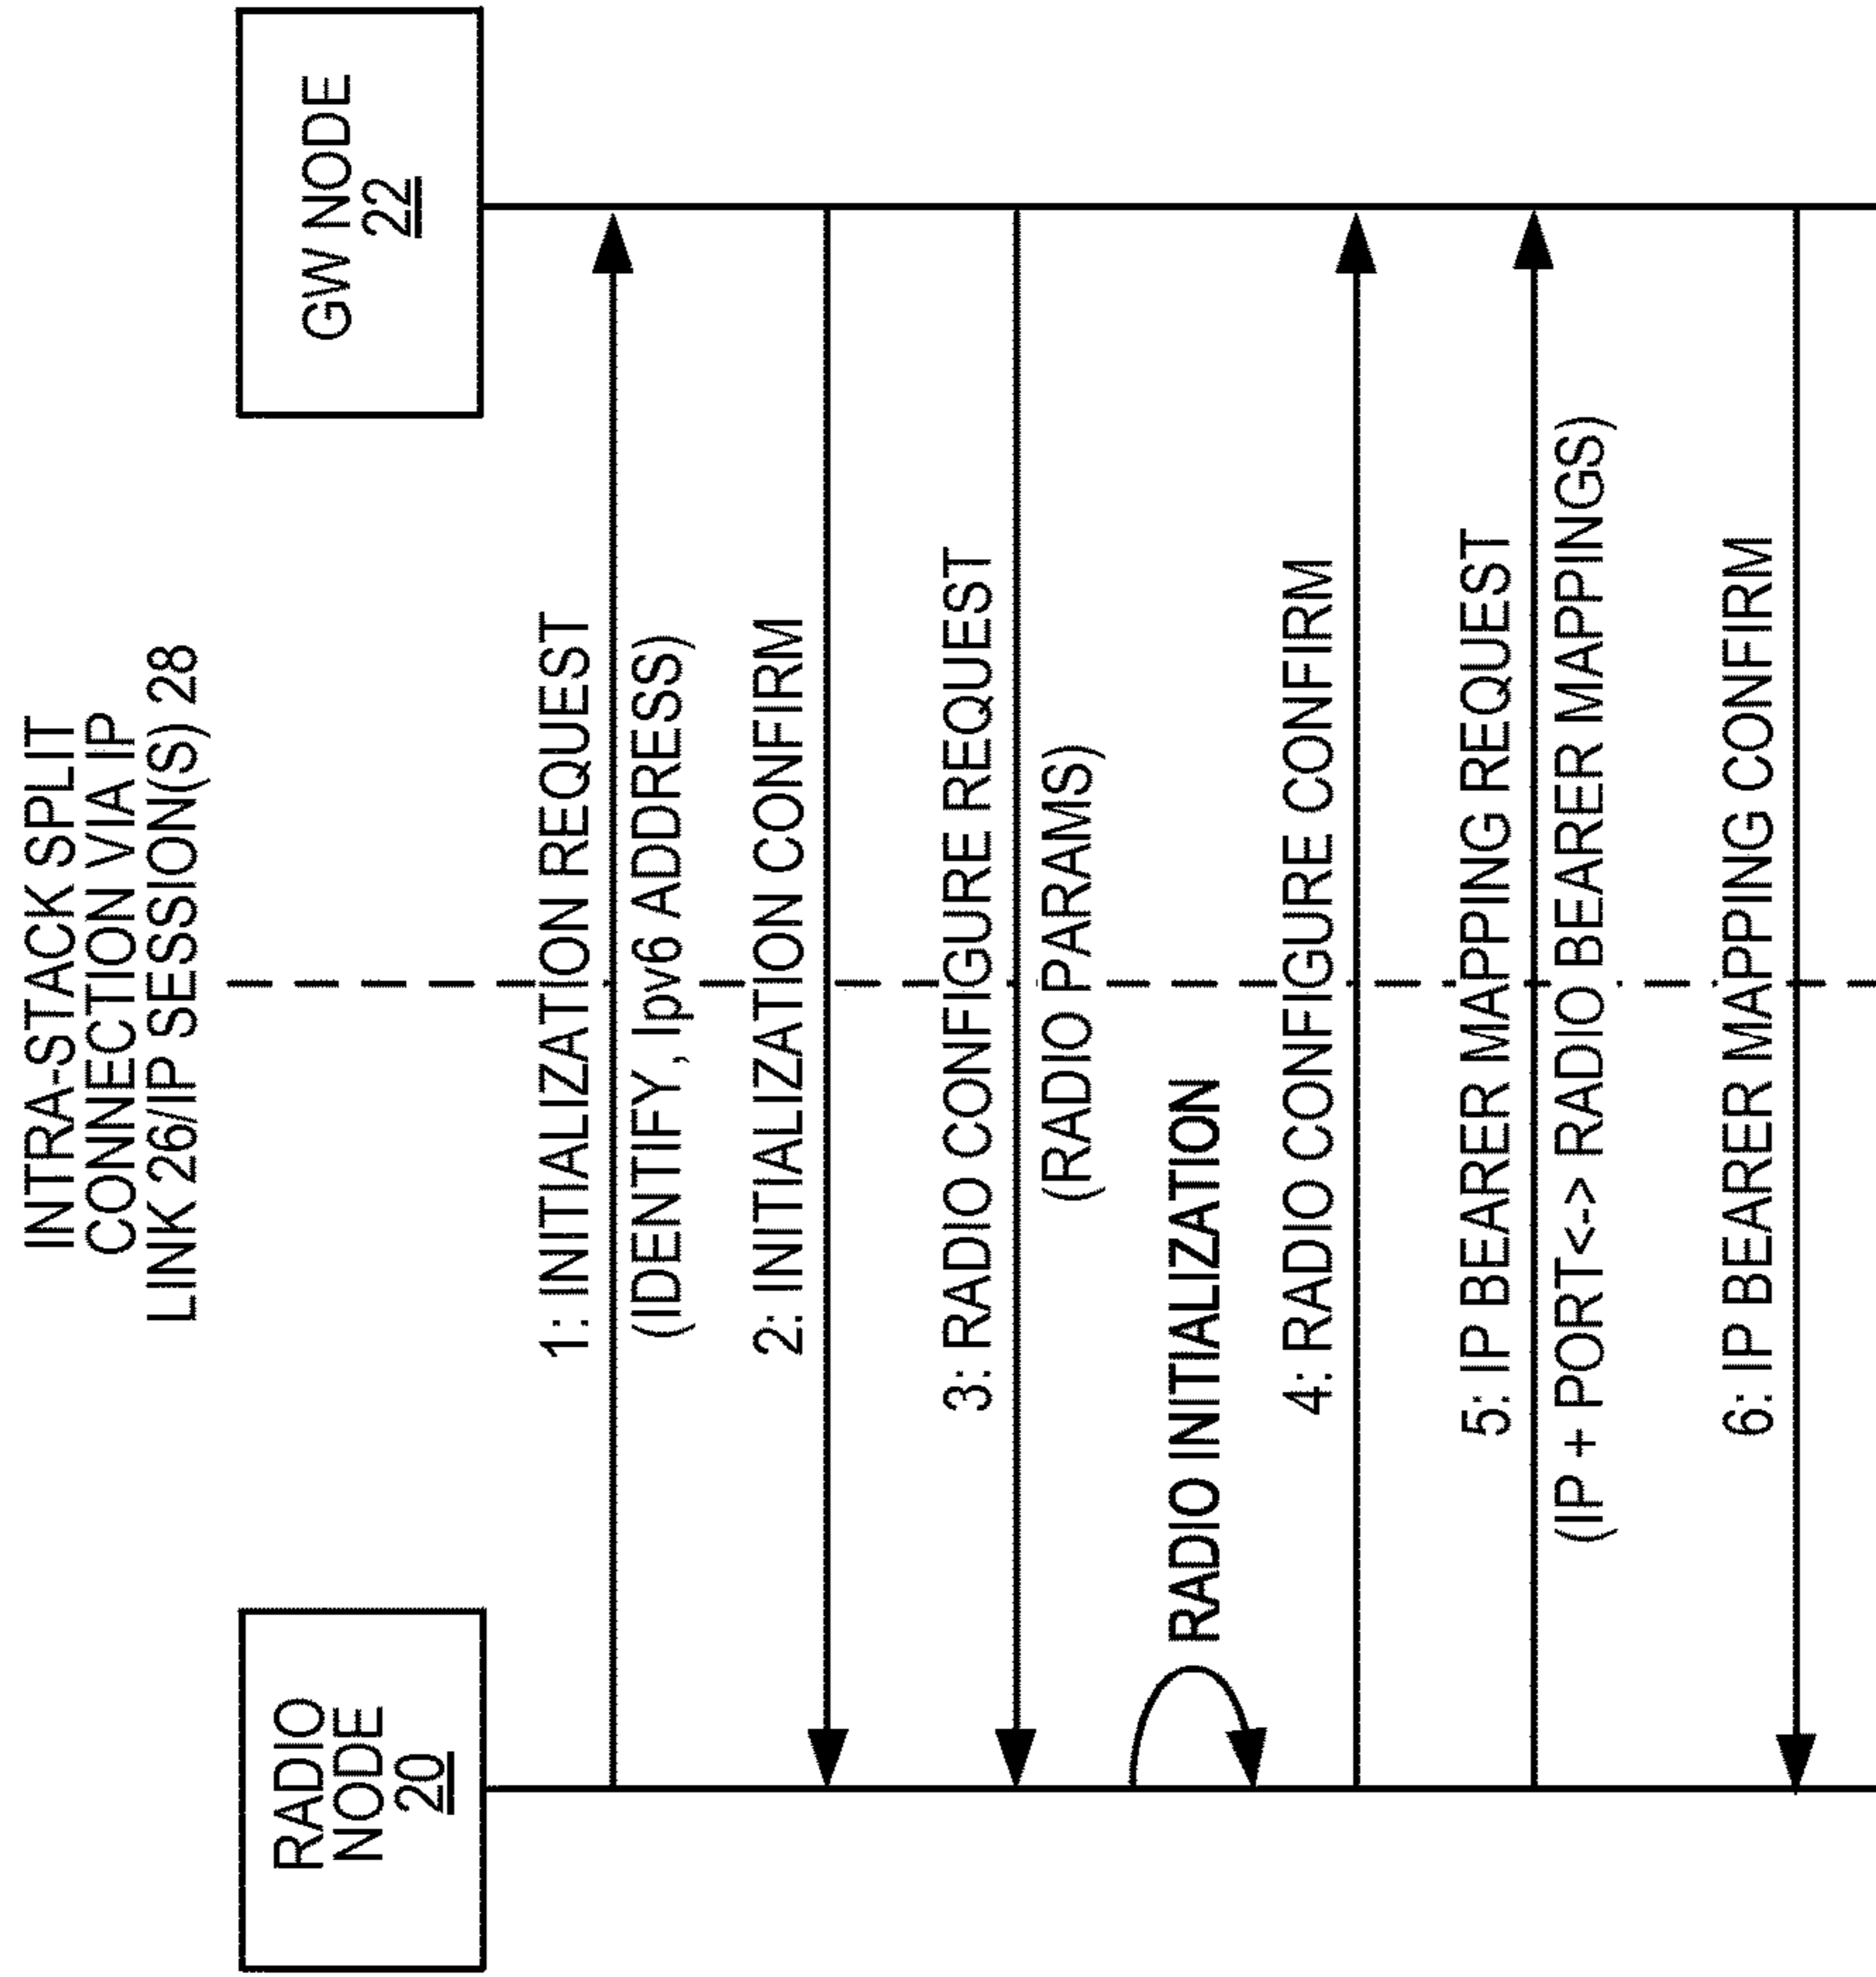 INTRA-STACK SPLIT
CONNECTION VIA IP
LINK 26/IP SESSION(S) 28
RADIO
NODE
20
GW NODE
22
1: INITIALIZATION REQUEST
(IDENTIFY, Ipv6 ADDRESS)
2: INITIALIZATION CONFIRM
3: RADIO CONFIGURE REQUEST
(RADIO PARAMS)
RADIO INITIALIZATION
4: RADIO CONFIGURE CONFIRM
5: IP BEARER MAPPING REQUEST
(IP + PORT <-> RADIO BEARER MAPPINGS)
6: IP BEARER MAPPING CONFIRM